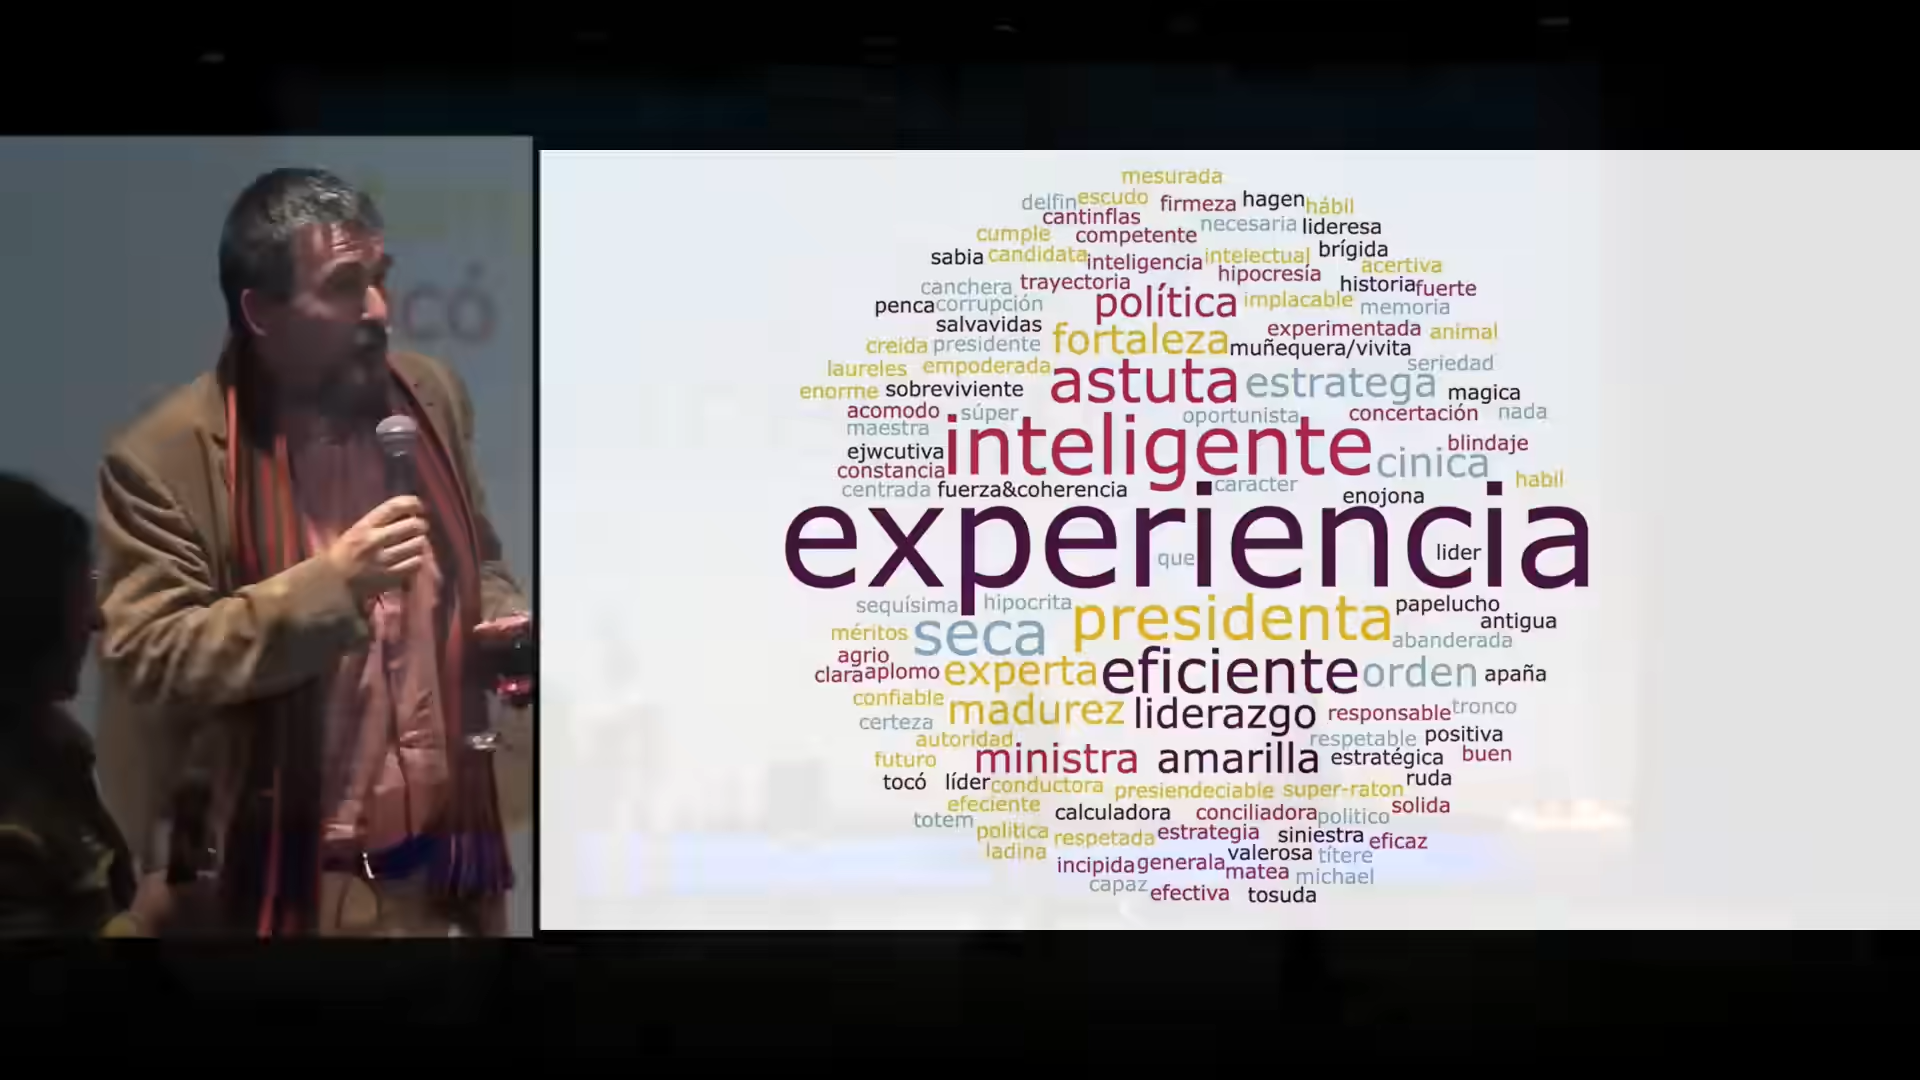 có
mesurada
delfin escudo firmeza hagen hábil
cantinflas necesaria lideresa
cumple competente brígida
sabia candidata inteligencia intelectual acertiva
canchera trayectoria hipocresía historia fuerte
penca corrupción política implacable memoria
salvavidas fortaleza experimentada animal
creida presidente muñequera/vivita
laureles empoderada seriedad
enorme sobreviviente astuta estratega magica
acomodo súper oportunista concertación nada
maestra
ejwcutiva inteligente blindaje
constancia cinica habil
centrada fuerza&coherencia caracter enojona
experiencia
que lider
sequísima hipocrita presidenta papelucho
méritos seca antigua
abanderada
agrio
clara aplomo experta eficiente orden apaña
confiable madurez liderazgo responsable tronco
certeza
autoridad respetable positiva
futuro ministra amarilla estratégica buen
tocó líder conductora presiendeciable super-raton ruda
efeciente calculadora conciliadora politico solida
totem
politica respetada estrategia siniestra eficaz
ladina valerosa títere
incipida generala matea michael
capaz efectiva tosuda